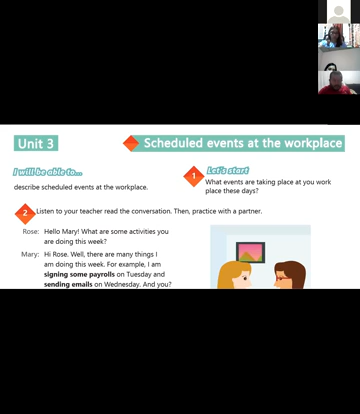 Unit 3
Scheduled events at the workplace
I will be able to...
describe scheduled events at the workplace.
1
Let's start
What events are taking place at you work
place these days?
2
Listen to your teacher read the conversation. Then, practice with a partner.
Rose: Hello Mary! What are some activities you
are doing this week?
Mary: Hi Rose. Well, there are many things I
am doing this week. For example, I am
signing some payrolls on Tuesday and
sending emails on Wednesday. And you?